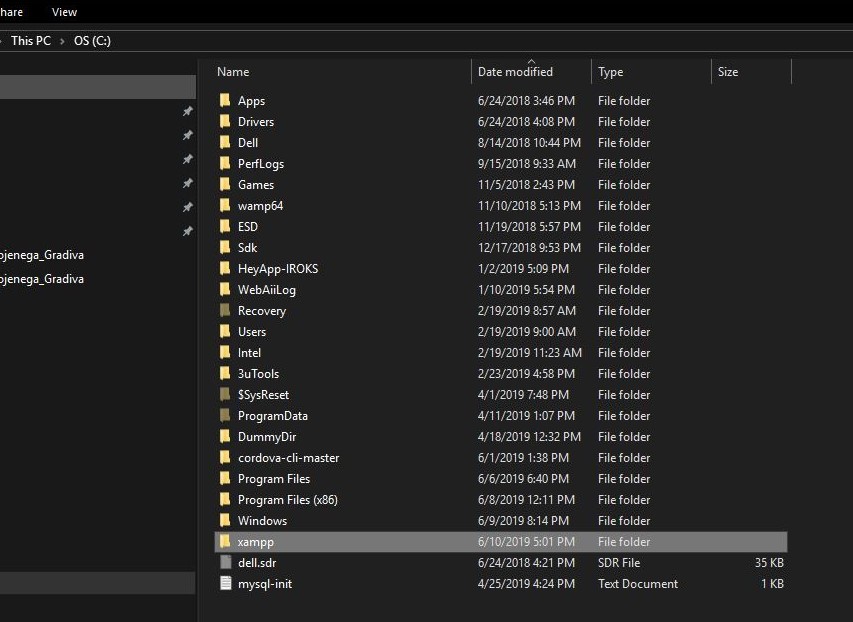 hare View
This PC > OS (C:)
Name Date modified Type Size
Apps 6/24/2018 3:46 PM File folder
Drivers 6/24/2018 4:08 PM File folder
Dell 8/14/2018 10:44 PM File folder
PerfLogs 9/15/2018 9:33 AM File folder
Games 11/5/2018 2:43 PM File folder
wamp64 11/10/2018 5:13 PM File folder
ESD 11/19/2018 5:57 PM File folder
ojenega_Gradiva
Sdk 12/17/2018 9:53 PM File folder
HeyApp-IROKS 1/2/2019 5:09 PM File folder
ojenega_Gradiva
WebAiiLog 1/10/2019 5:54 PM File folder
Recovery 2/19/2019 8:57 AM File folder
Users 2/19/2019 9:00 AM File folder
Intel 2/19/2019 11:23 AM File folder
3uTools 2/23/2019 4:58 PM File folder
$SysReset 4/1/2019 7:48 PM File folder
ProgramData 4/11/2019 1:07 PM File folder
DummyDir 4/18/2019 12:32 PM File folder
cordova-cli-master 6/1/2019 1:38 PM File folder
Program Files 6/6/2019 6:40 PM File folder
Program Files (x86) 6/8/2019 12:11 PM File folder
Windows 6/9/2019 8:14 PM File folder
xampp 6/10/2019 5:01 PM File folder
dell.sdr 6/24/2018 4:21 PM SDR File 35 KB
mysql-init 4/25/2019 4:24 PM Text Document 1 KB